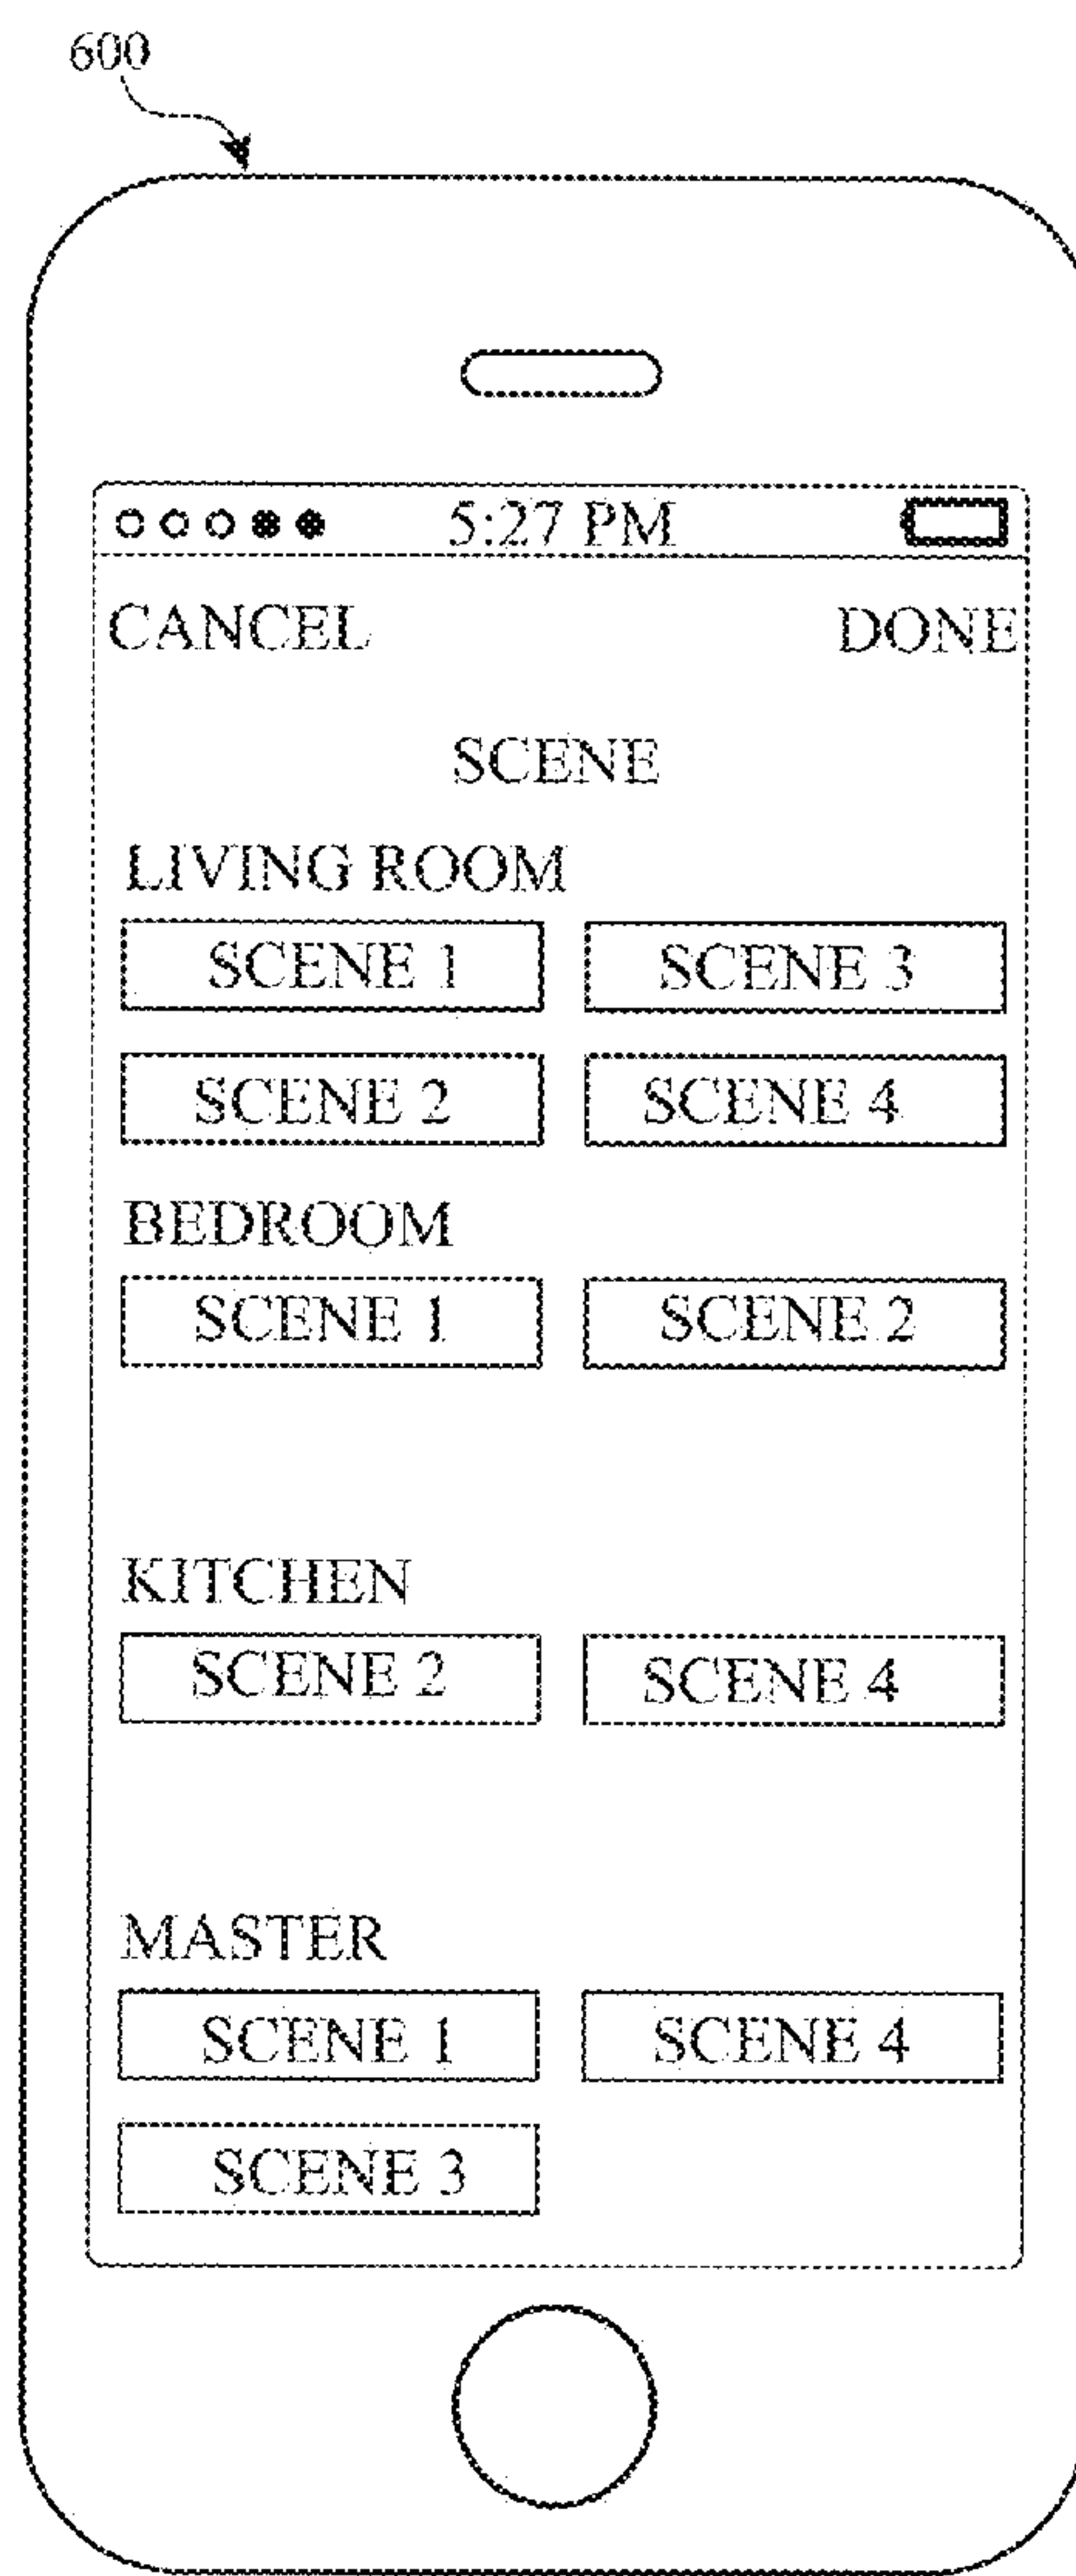 600
5:27 PM
CANCEL DONE
SCENE
LIVING ROOM
SCENE 1 SCENE 3
SCENE 2 SCENE 4
BEDROOM
SCENE 1 SCENE 2
KITCHEN
SCENE 2 SCENE 4
MASTER
SCENE 1 SCENE 4
SCENE 3